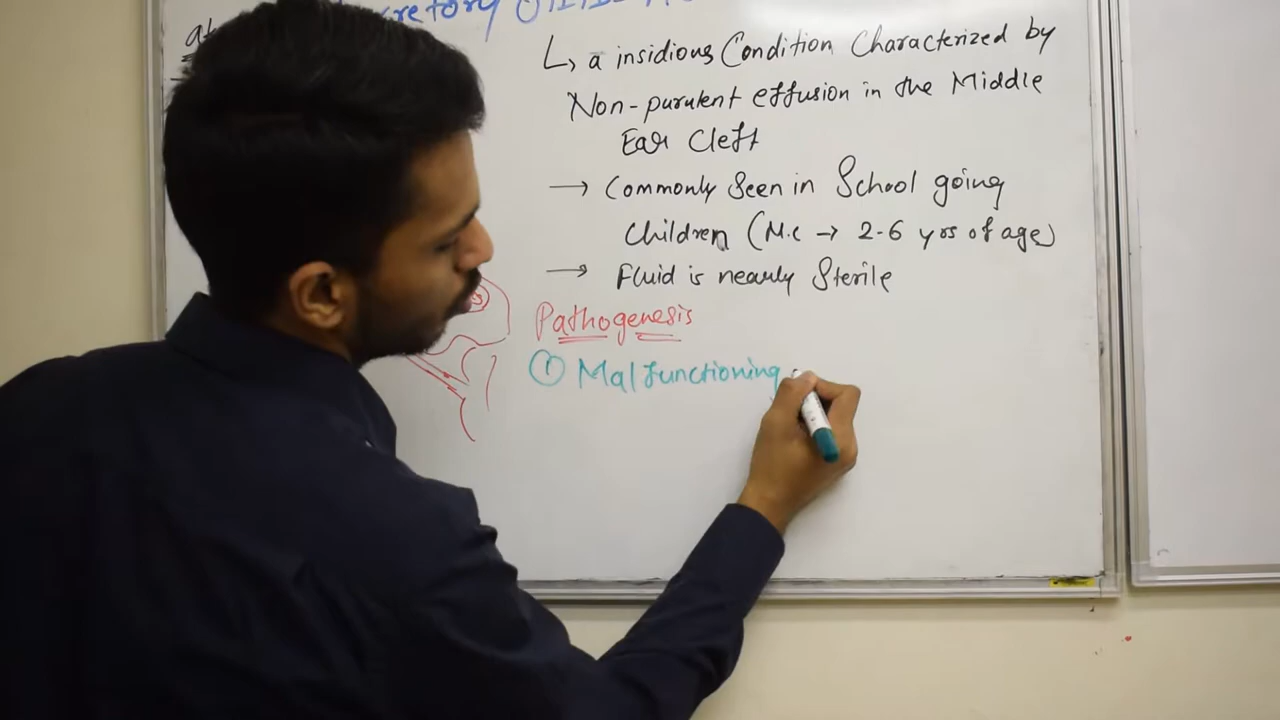 L, a insidious Condition Characterized by
Non-purulent effusion in the Middle
Ear Cleft
→ Commonly Seen in School going
Children (M.c → 2-6 yrs of age)
→ Fluid is nearly Sterile
Pathogenesis
① Malfunctioning